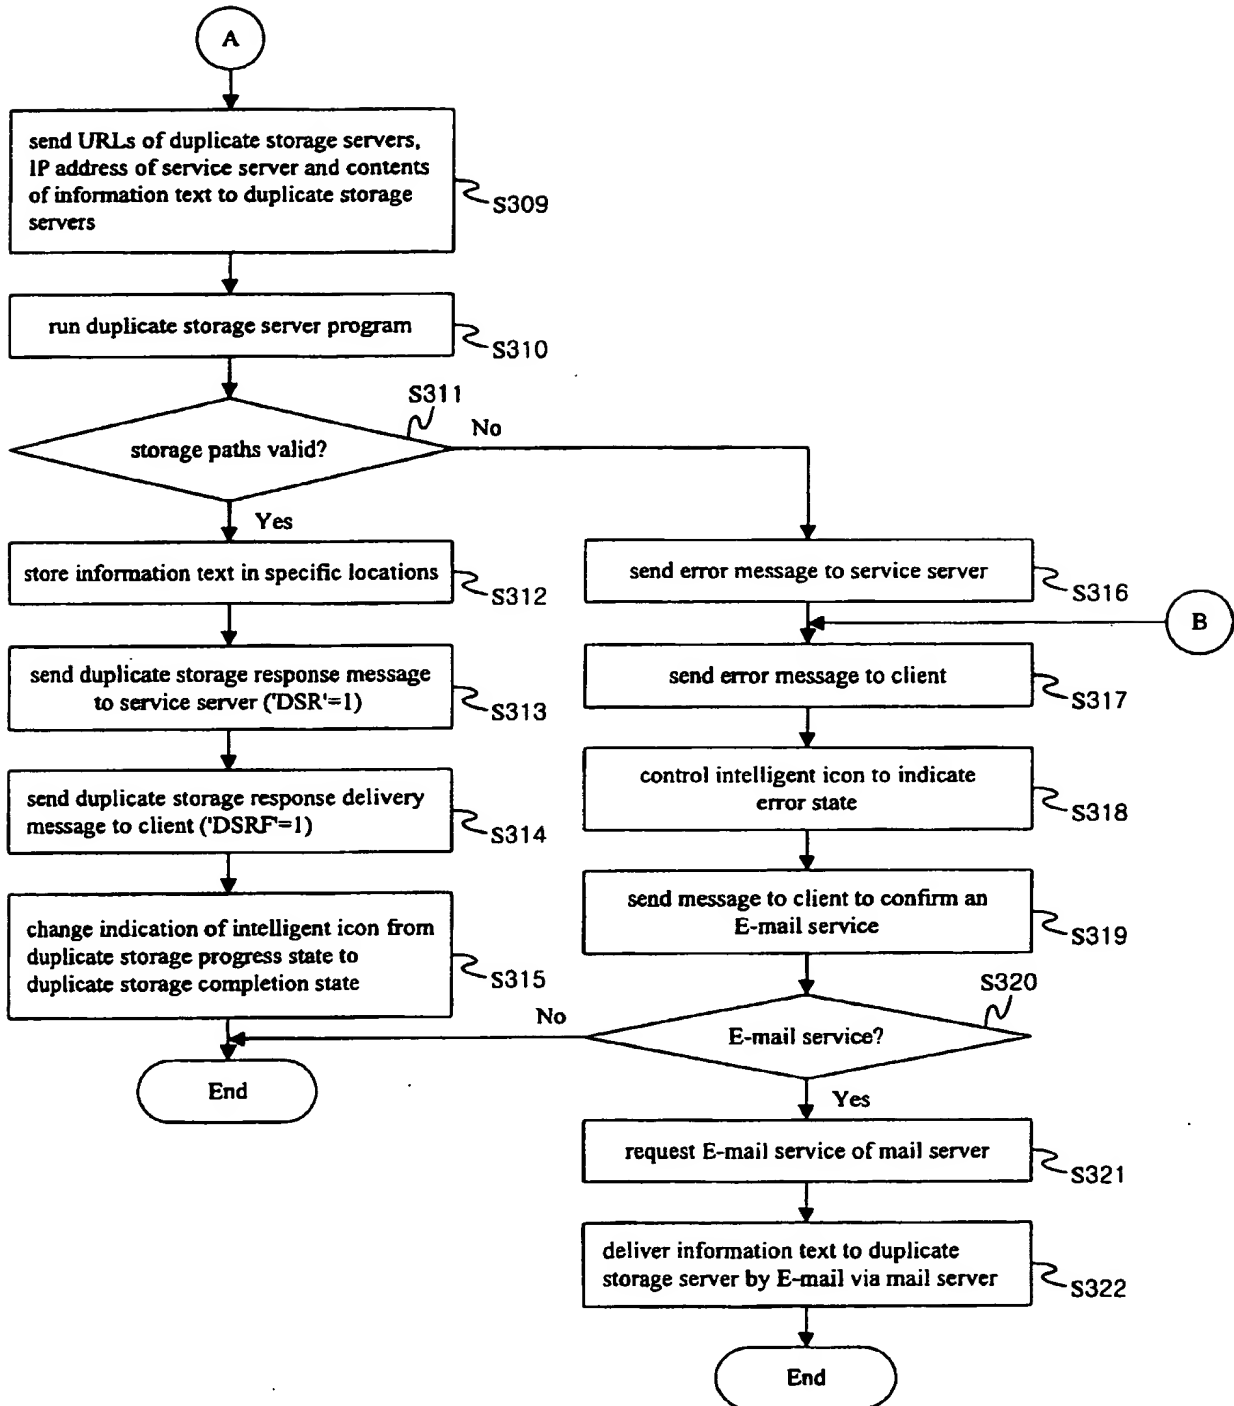 A
send URLs of duplicate storage servers,
IP address of service server and contents
of information text to duplicate storage
servers
S309
run duplicate storage server program
S310
S311
storage paths valid?
No
Yes
store information text in specific locations
S312
send error message to service server
S316
B
send duplicate storage response message
to service server ('DSR'=1)
S313
send error message to client
S317
send duplicate storage response delivery
message to client ('DSRF'=1)
S314
control intelligent icon to indicate
error state
S318
change indication of intelligent icon from
duplicate storage progress state to
duplicate storage completion state
S315
send message to client to confirm an
E-mail service
S319
S320
E-mail service?
No
End
Yes
request E-mail service of mail server
S321
deliver information text to duplicate
storage server by E-mail via mail server
S322
End